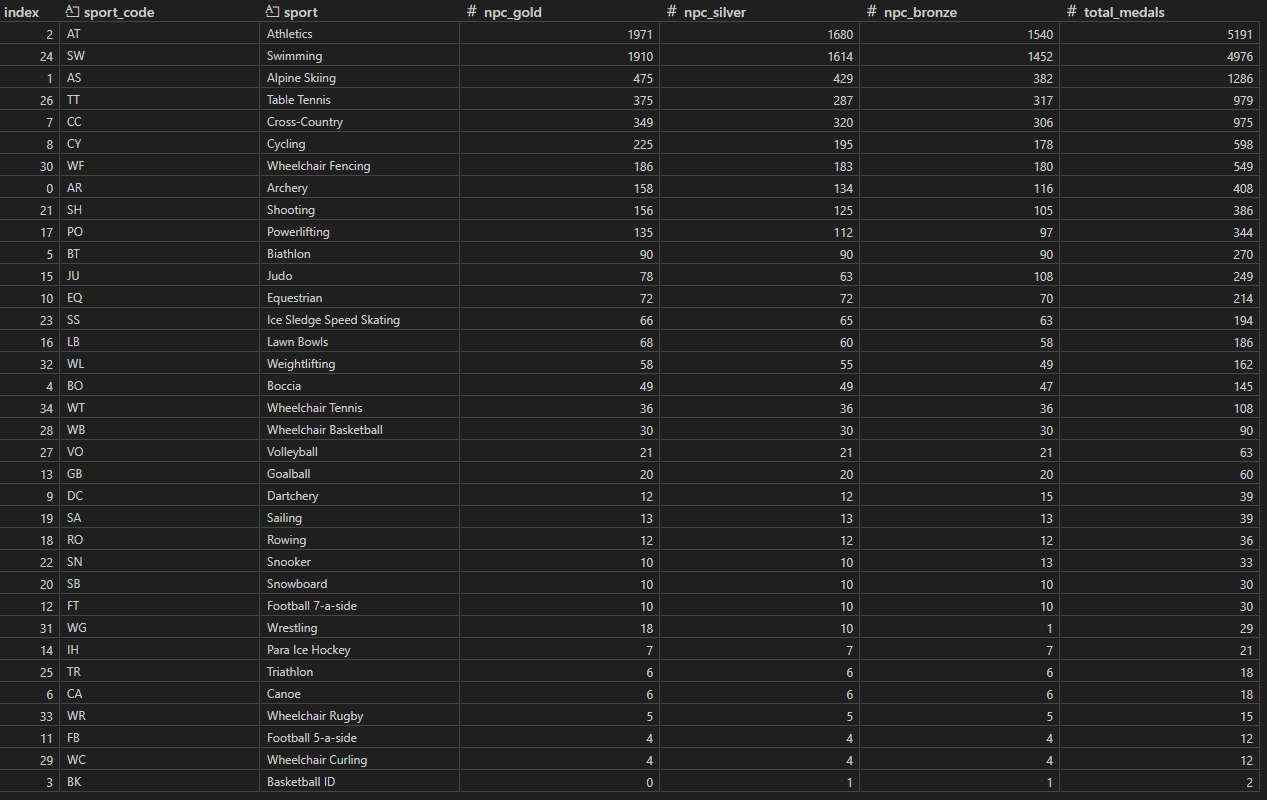 index sport_code sport # npc_gold # npc_silver # npc_bronze # total_medals
2 AT Athletics 1971 1680 1540 5191
24 SW Swimming 1910 1614 1452 4976
1 AS Alpine Skiing 475 429 382 1286
26 TT Table Tennis 375 287 317 979
7 CC Cross-Country 349 320 306 975
8 CY Cycling 225 195 178 598
30 WF Wheelchair Fencing 186 183 180 549
0 AR Archery 158 134 116 408
21 SH Shooting 156 125 105 386
17 PO Powerlifting 135 112 97 344
5 BT Biathlon 90 90 90 270
15 JU Judo 78 63 108 249
10 EQ Equestrian 72 72 70 214
23 SS Ice Sledge Speed Skating 66 65 63 194
16 LB Lawn Bowls 68 60 58 186
32 WL Weightlifting 58 55 49 162
4 BO Boccia 49 49 47 145
34 WT Wheelchair Tennis 36 36 36 108
28 WB Wheelchair Basketball 30 30 30 90
27 VO Volleyball 21 21 21 63
13 GB Goalball 20 20 20 60
9 DC Dartchery 12 12 15 39
19 SA Sailing 13 13 13 39
18 RO Rowing 12 12 12 36
22 SN Snooker 10 10 13 33
20 SB Snowboard 10 10 10 30
12 FT Football 7-a-side 10 10 10 30
31 WG Wrestling 18 10 1 29
14 IH Para Ice Hockey 7 7 7 21
25 TR Triathlon 6 6 6 18
6 CA Canoe 6 6 6 18
33 WR Wheelchair Rugby 5 5 5 15
11 FB Football 5-a-side 4 4 4 12
29 WC Wheelchair Curling 4 4 4 12
3 BK Basketball ID 0 1 1 2